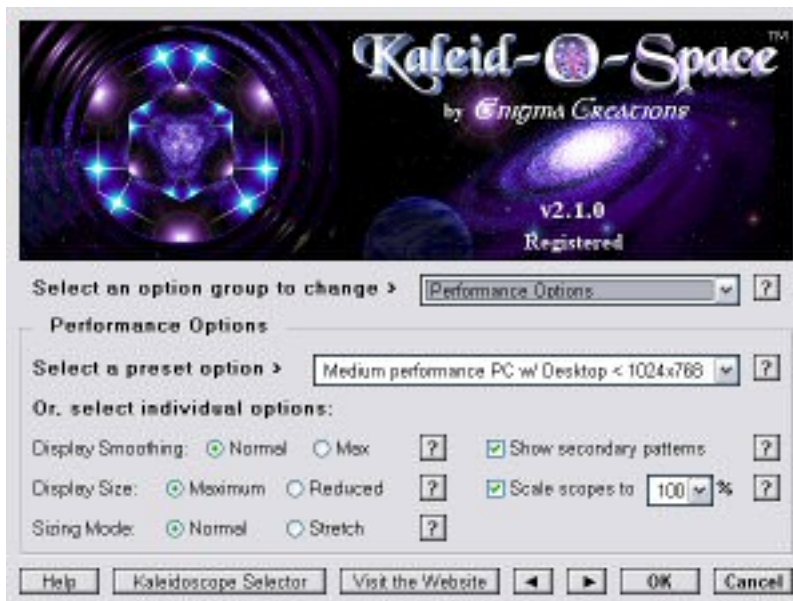 Kaleid-O-Space™
by Enigma Creations
v2.1.0
Registered
Select an option group to change > Performance Options ?
Performance Options
Select a preset option > Medium performance PC w/ Desktop < 1024x768 ?
Or, select individual options:
Display Smoothing: Normal Max ? Show secondary patterns ?
Display Size: Maximum Reduced ? Scale scopes to 100 % ?
Sizing Mode: Normal Stretch ?
Help Kaleidoscope Selector Visit the Website ◄ ► OK Cancel